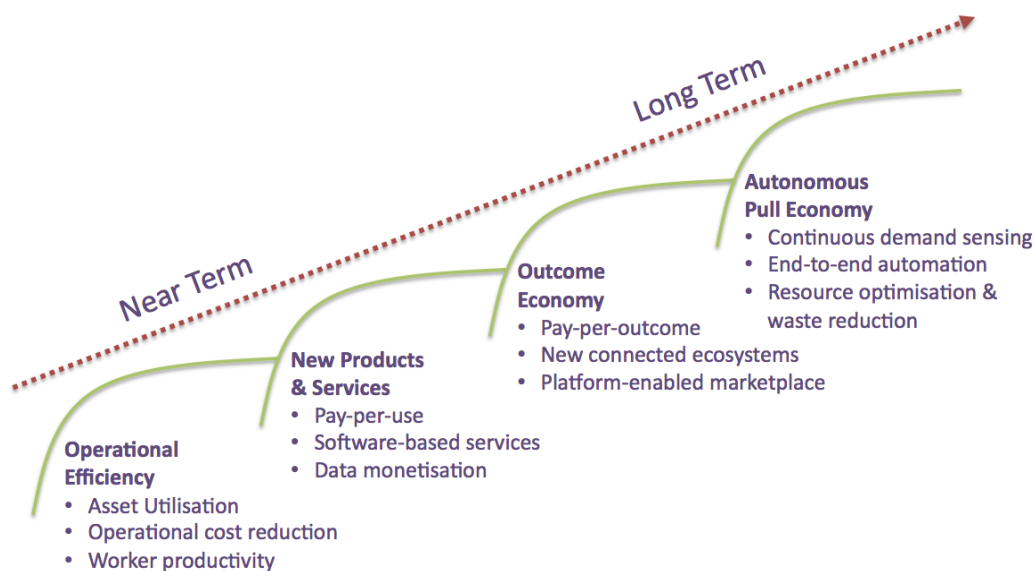 Long Term
Near Term
Autonomous
Pull Economy
• Continuous demand sensing
• End-to-end automation
• Resource optimisation &
waste reduction
Outcome
Economy
• Pay-per-outcome
• New connected ecosystems
• Platform-enabled marketplace
New Products
& Services
• Pay-per-use
• Software-based services
• Data monetisation
Operational
Efficiency
• Asset Utilisation
• Operational cost reduction
• Worker productivity